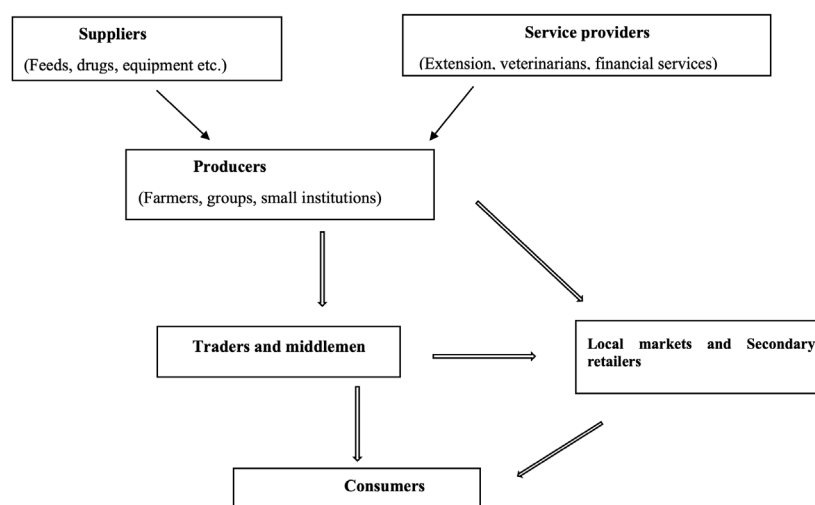 Suppliers
(Feeds, drugs, equipment etc.)
Service providers
(Extension, veterinarians, financial services)
Producers
(Farmers, groups, small institutions)
Traders and middlemen
Local markets and Secondary
retailers
Consumers